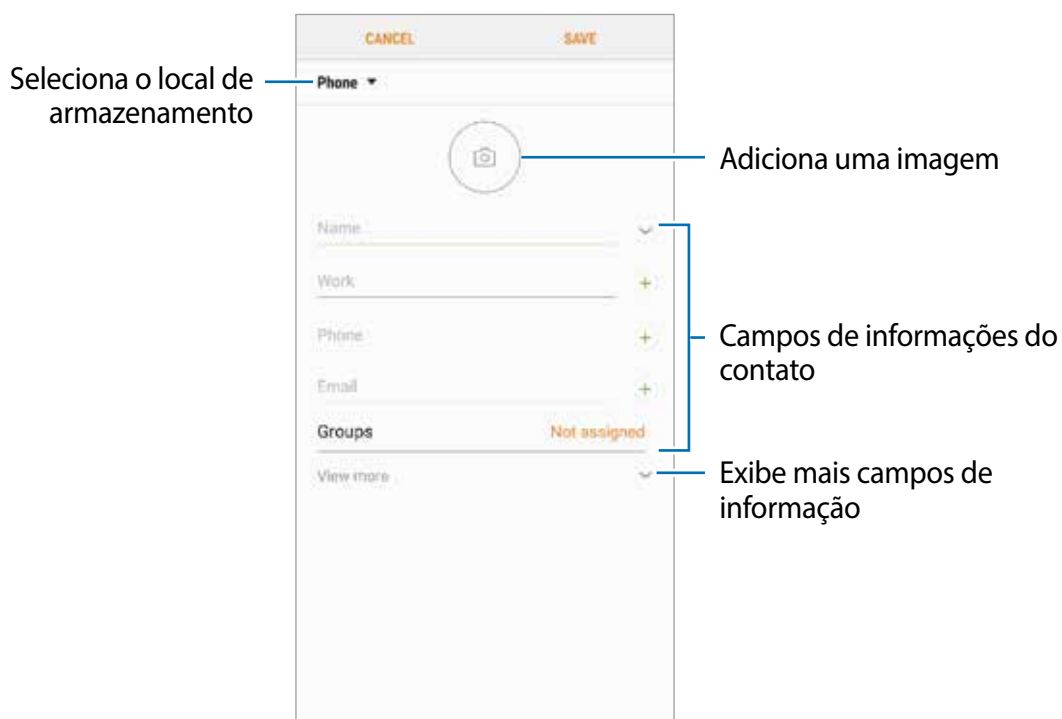 CANCEL SAVE
Seleciona o local de
armazenamento
Phone
Adiciona uma imagem
Name
Work
Phone
Campos de informações do
contato
Email
Groups Not assigned
View more
Exibe mais campos de
informação